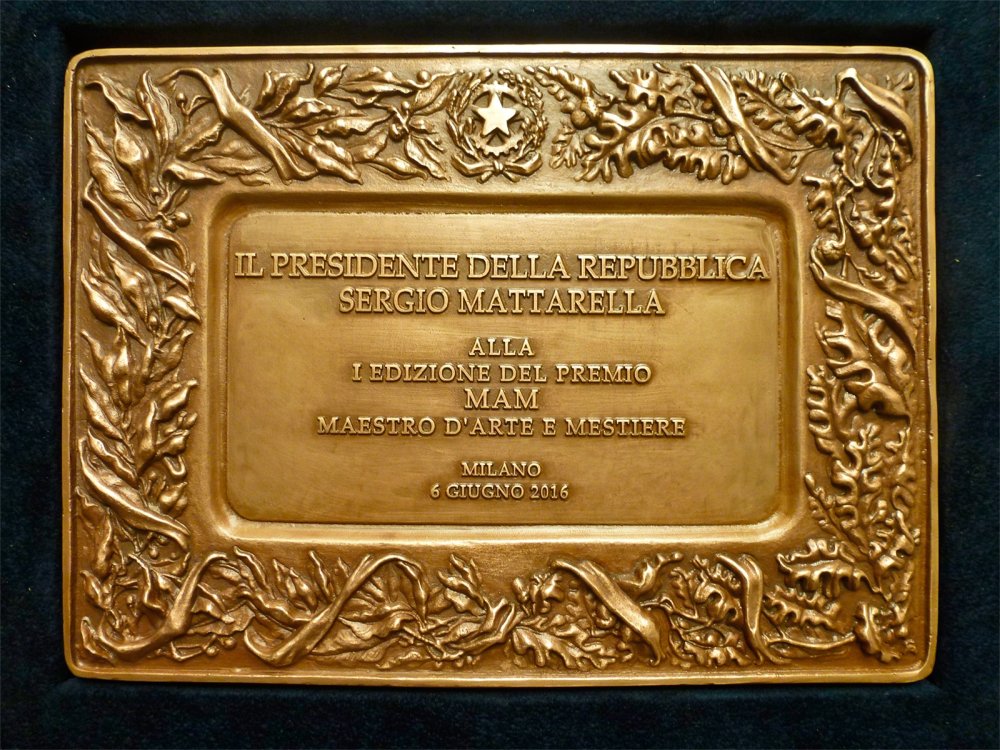 IL PRESIDENTE DELLA REPUBBLICA
SERGIO MATTARELLA
ALLA
I EDIZIONE DEL PREMIO
MAM
MAESTRO D'ARTE E MESTIERE
MILANO
6 GIUGNO 2016